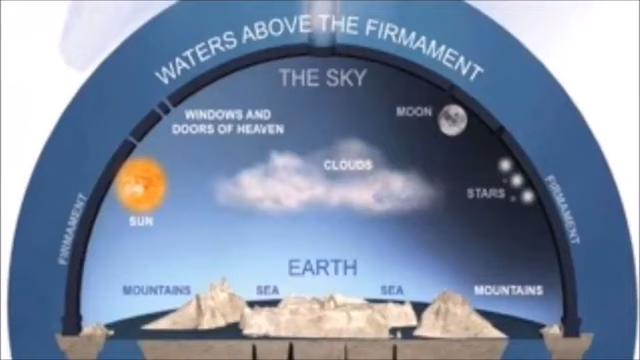 WATERS ABOVE THE FIRMAMENT
THE SKY
WINDOWS AND
DOORS OF HEAVEN
MOON
CLOUDS
STARS
SUN
FIRMAMENT
FIRMAMENT
EARTH
MOUNTAINS
SEA
SEA
MOUNTAINS